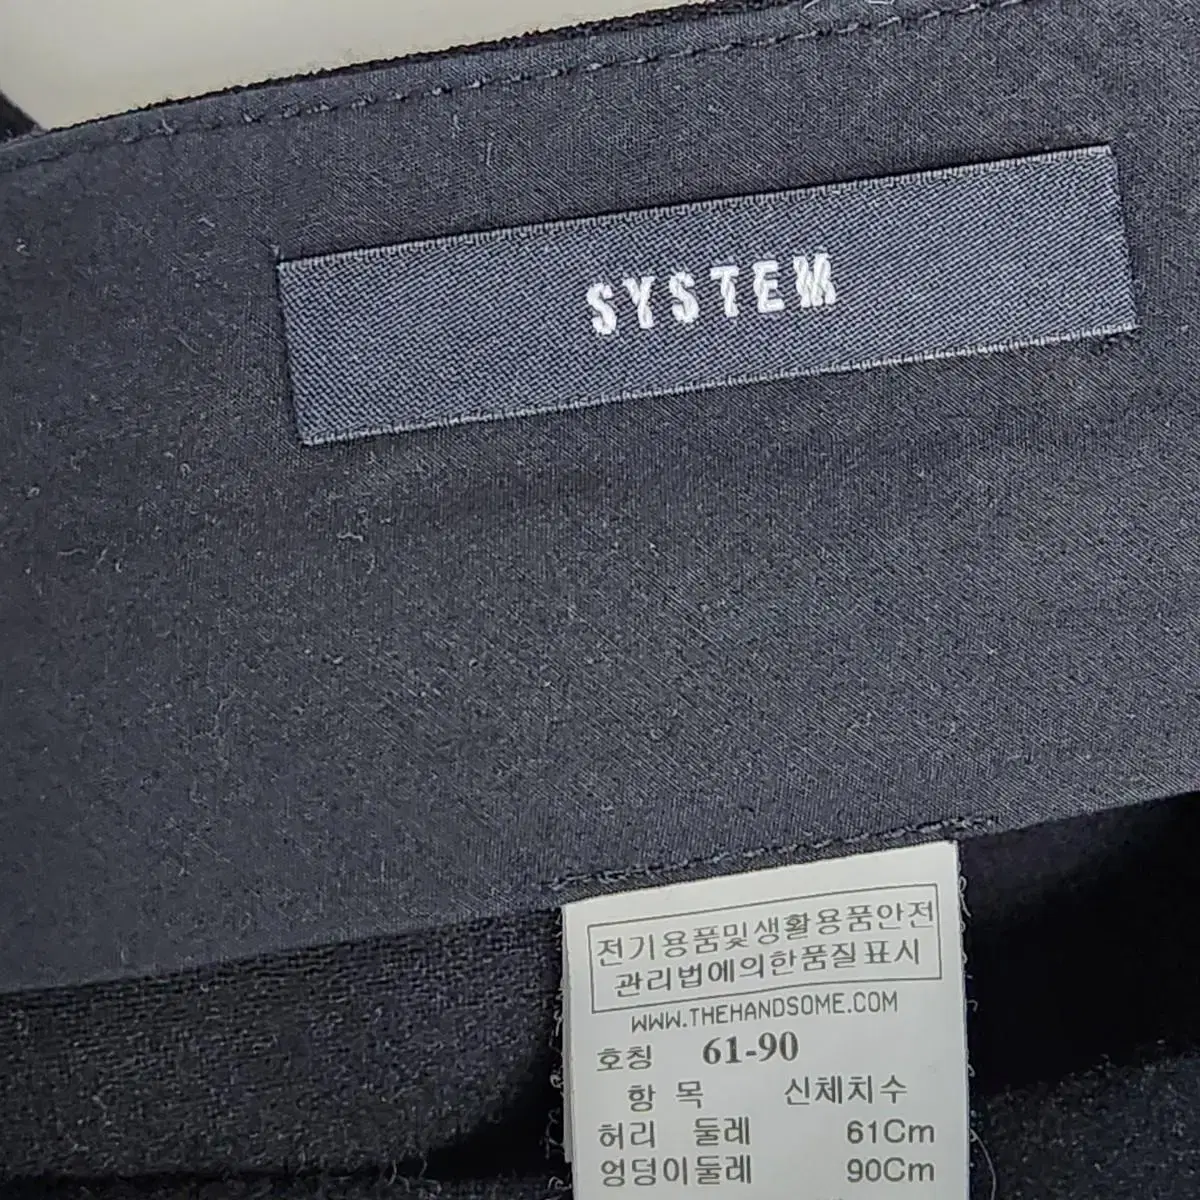 SYSTEM
전기용품및생활용품안전
관리법에의한품질표시
WWW.THEHANDSOME.COM
호칭 61-90
항 목 신체치수
허리 둘레 61Cm
엉덩이둘레 90Cm